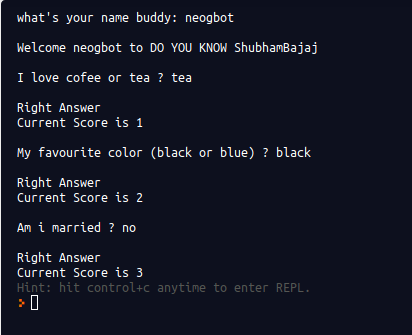 what's your name buddy: neogbot
Welcome neogbot to DO YOU KNOW ShubhamBajaj
I love cofee or tea ? tea
Right Answer
Current Score is 1
My favourite color (black or blue) ? black
Right Answer
Current Score is 2
Am i married ? no
Right Answer
Current Score is 3
Hint: hit control+c anytime to enter REPL.
>